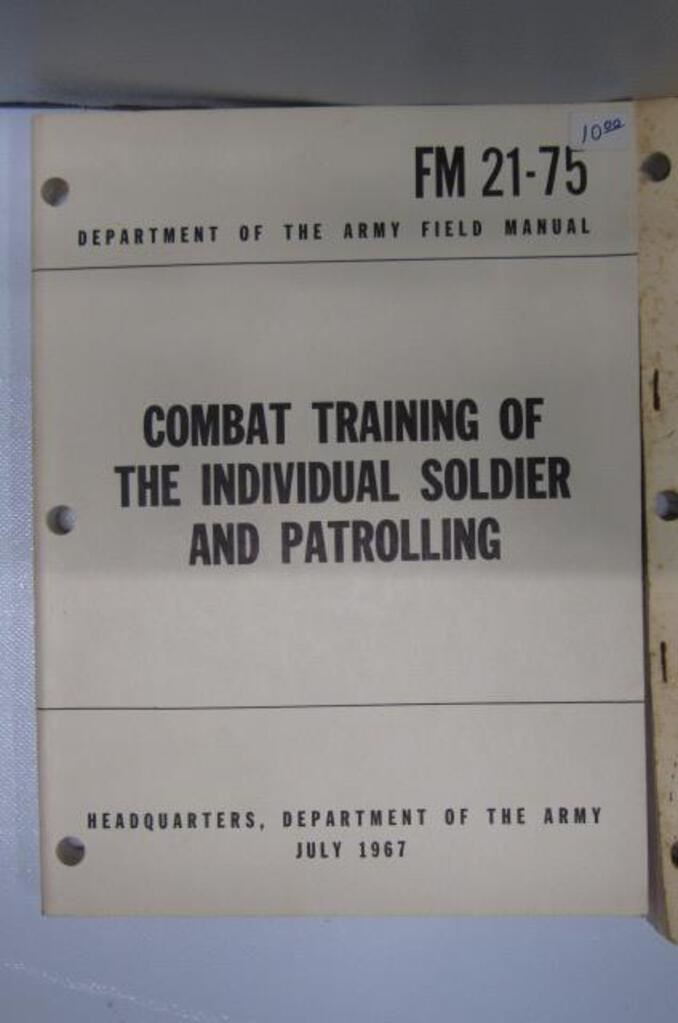 10.00
FM 21-75
DEPARTMENT OF THE ARMY FIELD MANUAL
COMBAT TRAINING OF
THE INDIVIDUAL SOLDIER
AND PATROLLING
HEADQUARTERS, DEPARTMENT OF THE ARMY
JULY 1967